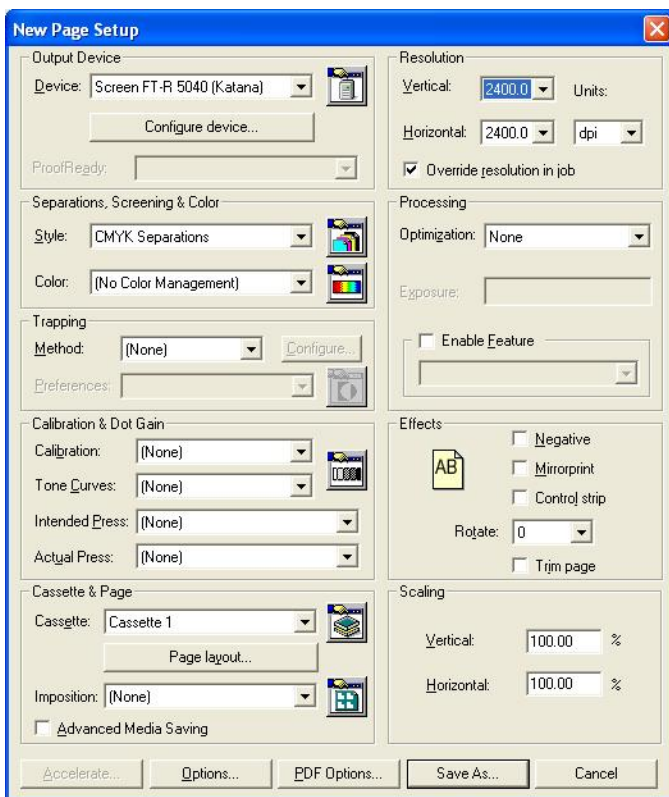 New Page Setup
Output Device
Device: Screen FT-R 5040 (Katana)
Configure device...
ProofReady:
Separations, Screening & Color
Style: CMYK Separations
Color: (No Color Management)
Trapping
Method: (None) Configure...
Preferences:
Calibration & Dot Gain
Calibration: (None)
Tone Curves: (None)
Intended Press: (None)
Actual Press: (None)
Cassette & Page
Cassette: Cassette 1
Page layout...
Imposition: (None)
Advanced Media Saving
Resolution
Vertical: 2400.0 Units:
Horizontal: 2400.0 dpi
Override resolution in job
Processing
Optimization: None
Exposure:
Enable Feature
Effects
AB
Negative
Mirrorprint
Control strip
Rotate: 0
Trim page
Scaling
Vertical: 100.00 %
Horizontal: 100.00 %
Accelerate... Options... PDF Options... Save As... Cancel